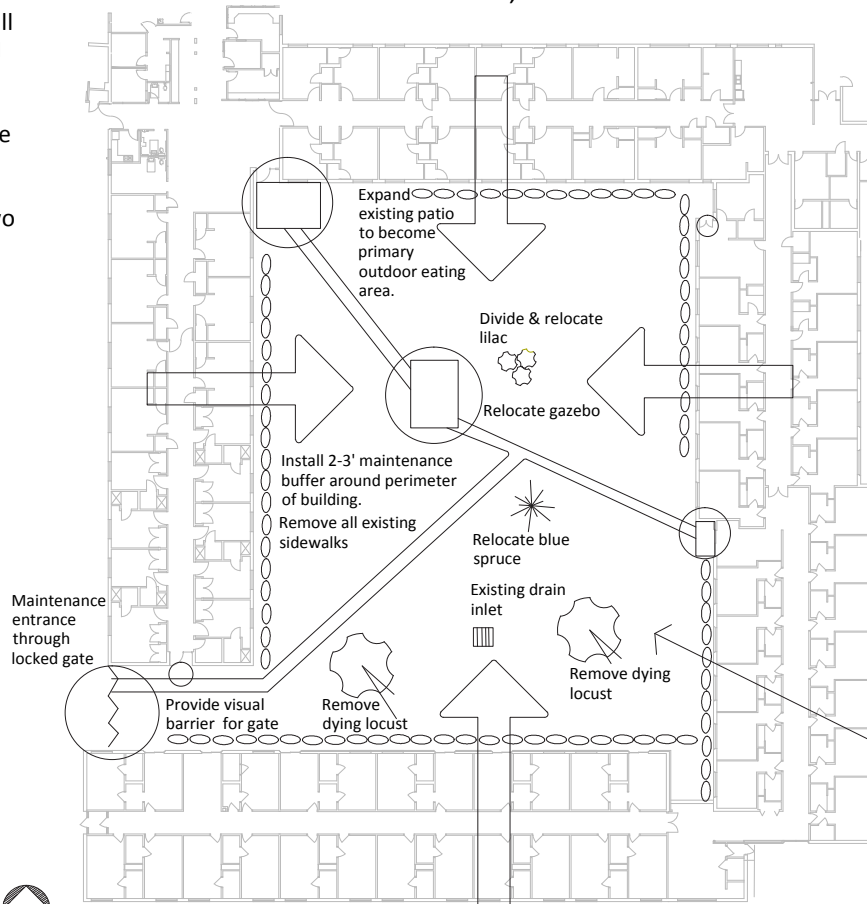 ll
e
vo
Expand
existing patio
to become
primary
outdoor eating
area.
Divide & relocate
lilac
Relocate gazebo
Install 2-3' maintenance
buffer around perimeter
of building.
Remove all existing
sidewalks
Relocate blue
spruce
Existing drain
inlet
Maintenance
entrance
through
locked gate
Remove dying
locust
Provide visual
barrier for gate
Remove
dying locust